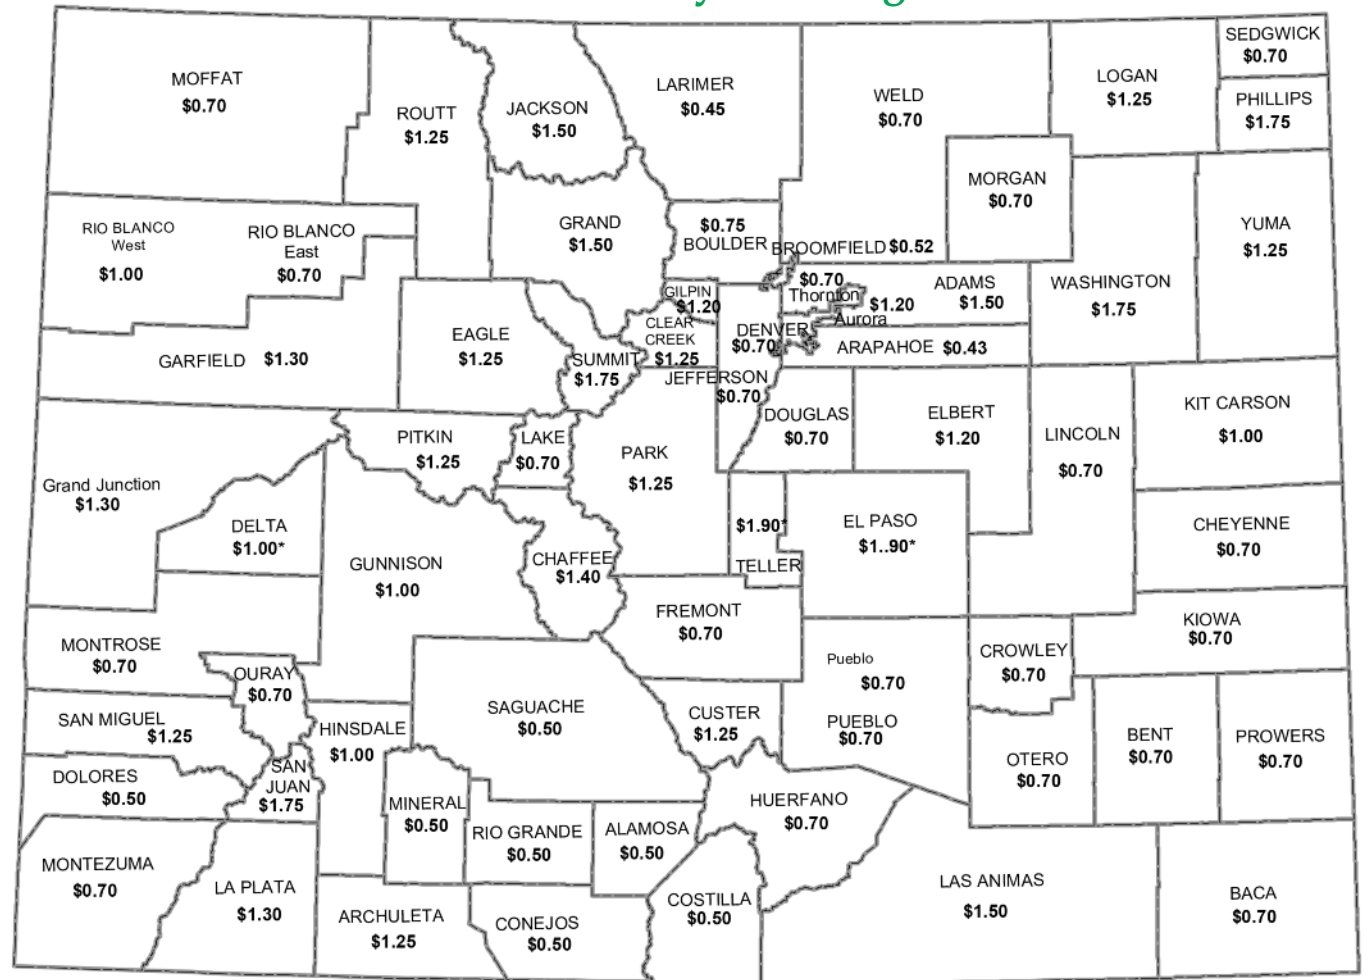 MOFFAT
$0.70
ROUTT
$1.25
JACKSON
$1.50
LARIMER
$0.45
WELD
$0.70
LOGAN
$1.25
SEDGWICK
$0.70
PHILLIPS
$1.75
MORGAN
$0.70
YUMA
$1.25
RIO BLANCO
West
$1.00
RIO BLANCO
East
$0.70
GRAND
$1.50
$0.75
BOULDER
BROOMFIELD $0.52
$0.70
Thornton
$1.20
Aurora
ADAMS
$1.50
WASHINGTON
$1.75
GILPIN
$1.20
CLEAR
CREEK
$1.25
DENVER
$0.70
ARAPAHOE $0.43
GARFIELD $1.30
EAGLE
$1.25
SUMMIT
$1.75
JEFFERSON
$0.70
DOUGLAS
$0.70
ELBERT
$1.20
LINCOLN
$0.70
KIT CARSON
$1.00
PITKIN
$1.25
LAKE
$0.70
PARK
$1.25
Grand Junction
$1.30
DELTA
$1.00*
GUNNISON
$1.00
CHAFFEE
$1.40
$1.90*
TELLER
EL PASO
$1..90*
CHEYENNE
$0.70
FREMONT
$0.70
KIOWA
$0.70
MONTROSE
$0.70
OURAY
$0.70
SAGUACHE
$0.50
Pueblo
$0.70
PUEBLO
$0.70
CROWLEY
$0.70
SAN MIGUEL
$1.25
HINSDALE
$1.00
CUSTER
$1.25
OTERO
$0.70
BENT
$0.70
PROWERS
$0.70
DOLORES
$0.50
SAN
JUAN
$1.75
MINERAL
$0.50
RIO GRANDE
$0.50
ALAMOSA
$0.50
HUERFANO
$0.70
MONTEZUMA
$0.70
LA PLATA
$1.30
ARCHULETA
$1.25
CONEJOS
$0.50
COSTILLA
$0.50
LAS ANIMAS
$1.50
BACA
$0.70